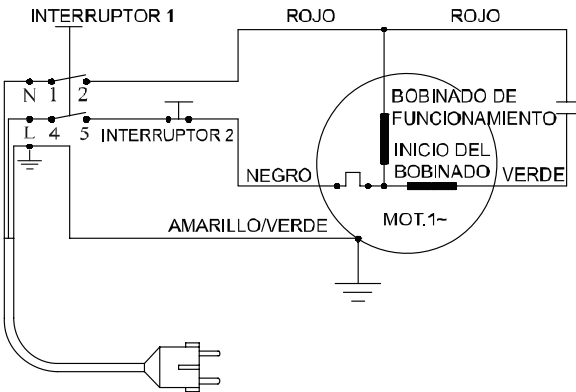 INTERRUPTOR 1
ROJO
ROJO
N 1 2
L 4 5
INTERRUPTOR 2
BOBINADO DE
FUNCIONAMIENTO
INICIO DEL
BOBINADO
NEGRO
VERDE
AMARILLO/VERDE
MOT.1~